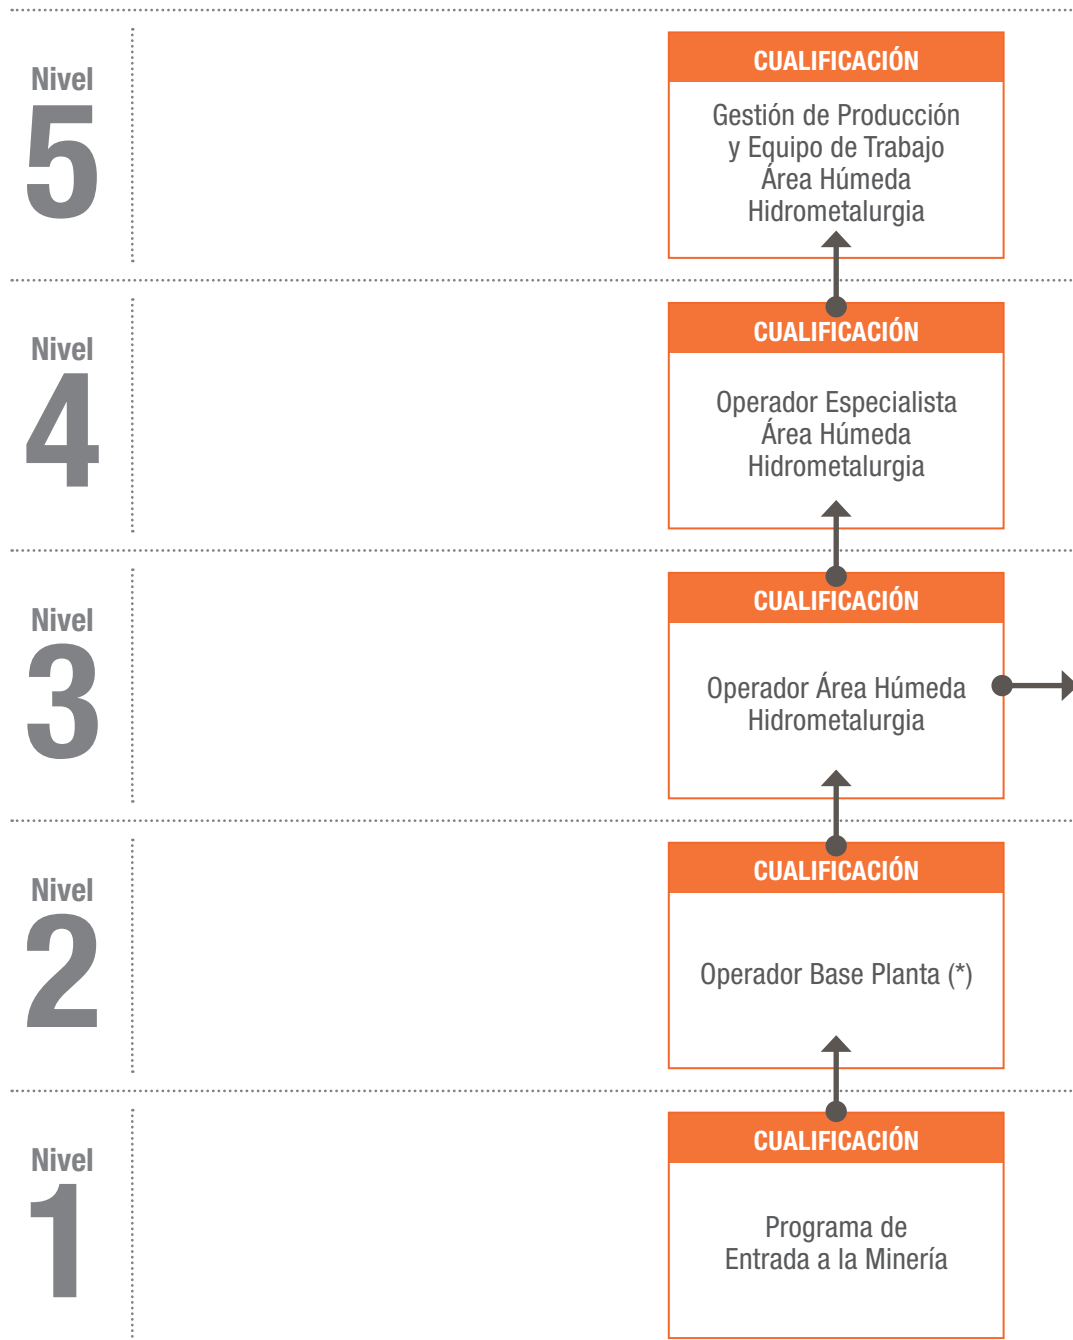 Nivel
5
CUALIFICACIÓN
Gestión de Producción
y Equipo de Trabajo
Área Húmeda
Hidrometalurgia
Nivel
4
CUALIFICACIÓN
Operador Especialista
Área Húmeda
Hidrometalurgia
Nivel
3
CUALIFICACIÓN
Operador Área Húmeda
Hidrometalurgia
Nivel
2
CUALIFICACIÓN
Operador Base Planta (*)
Nivel
1
CUALIFICACIÓN
Programa de
Entrada a la Minería